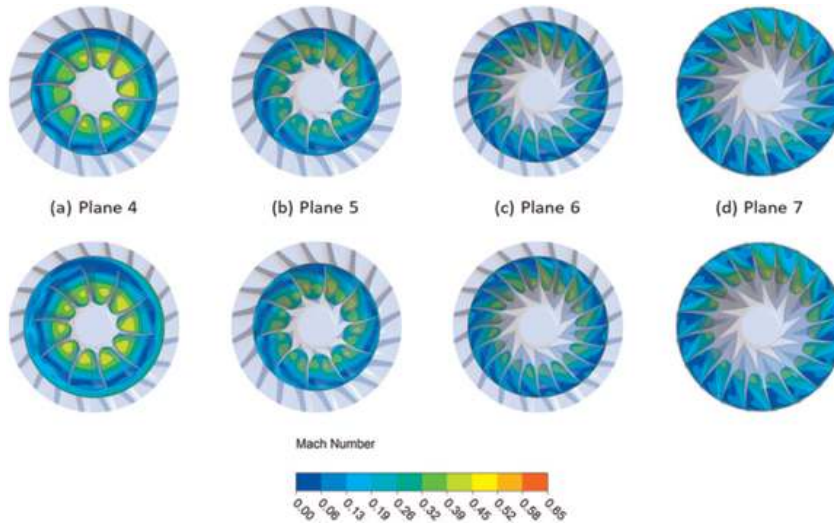 (a) Plane 4
(b) Plane 5
(c) Plane 6
(d) Plane 7
Mach Number
0.00
0.06
0.13
0.19
0.26
0.32
0.39
0.45
0.52
0.58
0.65